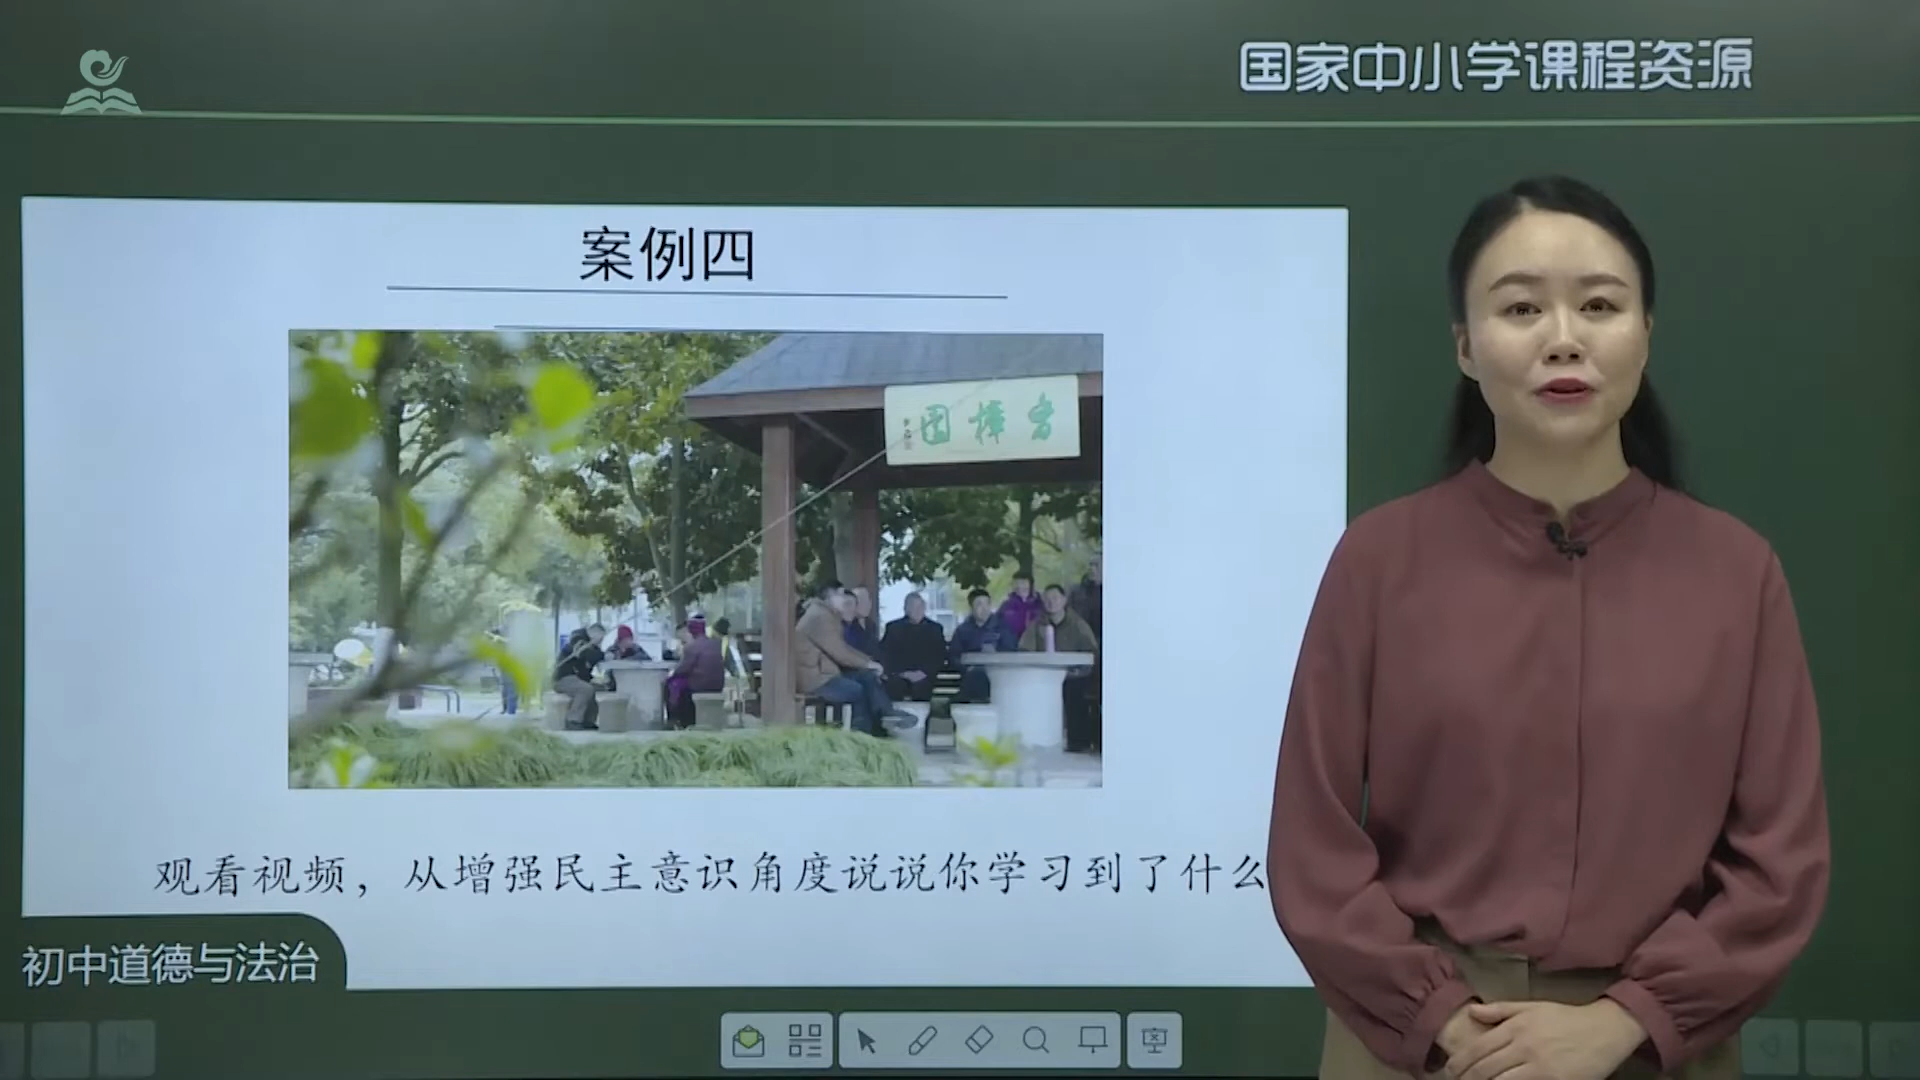 国家中小学课程资源
案例四
观看视频，从增强民主意识角度说说你学习到了什么
初中道德与法治